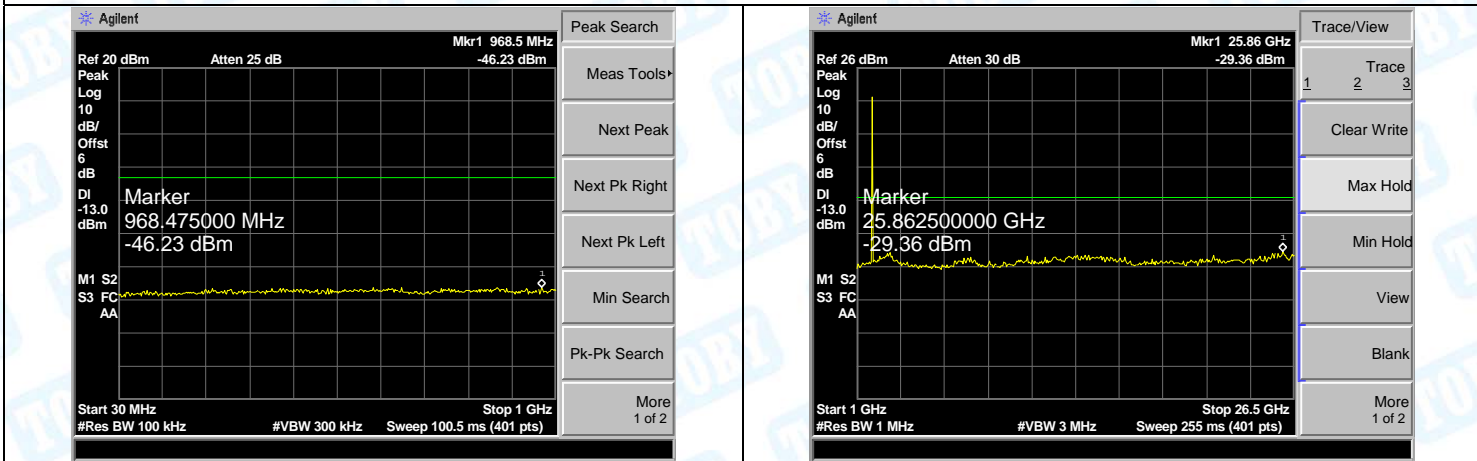 Agilent
Peak Search
Mkr1 968.5 MHz
Ref 20 dBm Atten 25 dB -46.23 dBm
Peak
Log
10
dB/
Offst
6
dB
DI
-13.0
dBm
Marker
968.475000 MHz
-46.23 dBm
1
M1 S2
S3 FC
AA
Start 30 MHz Stop 1 GHz
#Res BW 100 kHz #VBW 300 kHz Sweep 100.5 ms (401 pts)
Meas Tools
Next Peak
Next Pk Right
Next Pk Left
Min Search
Pk-Pk Search
More
1 of 2
Agilent
Trace/View
Mkr1 25.86 GHz
Ref 26 dBm Atten 30 dB -29.36 dBm
Peak
Log
10
dB/
Offst
6
dB
DI
-13.0
dBm
Marker
25.862500000 GHz
-29.36 dBm
1
M1 S2
S3 FC
AA
Start 1 GHz Stop 26.5 GHz
#Res BW 1 MHz #VBW 3 MHz Sweep 255 ms (401 pts)
Trace
1 2 3
Clear Write
Max Hold
Min Hold
View
Blank
More
1 of 2
TOBY